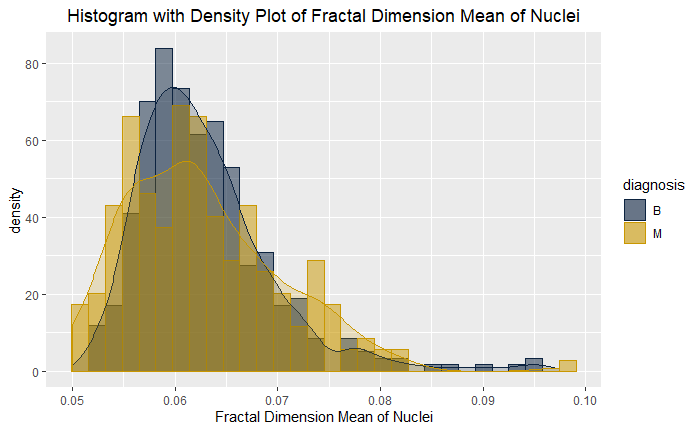 Histogram with Density Plot of Fractal Dimension Mean of Nuclei
80
60
40
20
0
density
0.05 0.06 0.07 0.08 0.09 0.10
Fractal Dimension Mean of Nuclei
diagnosis
B
M